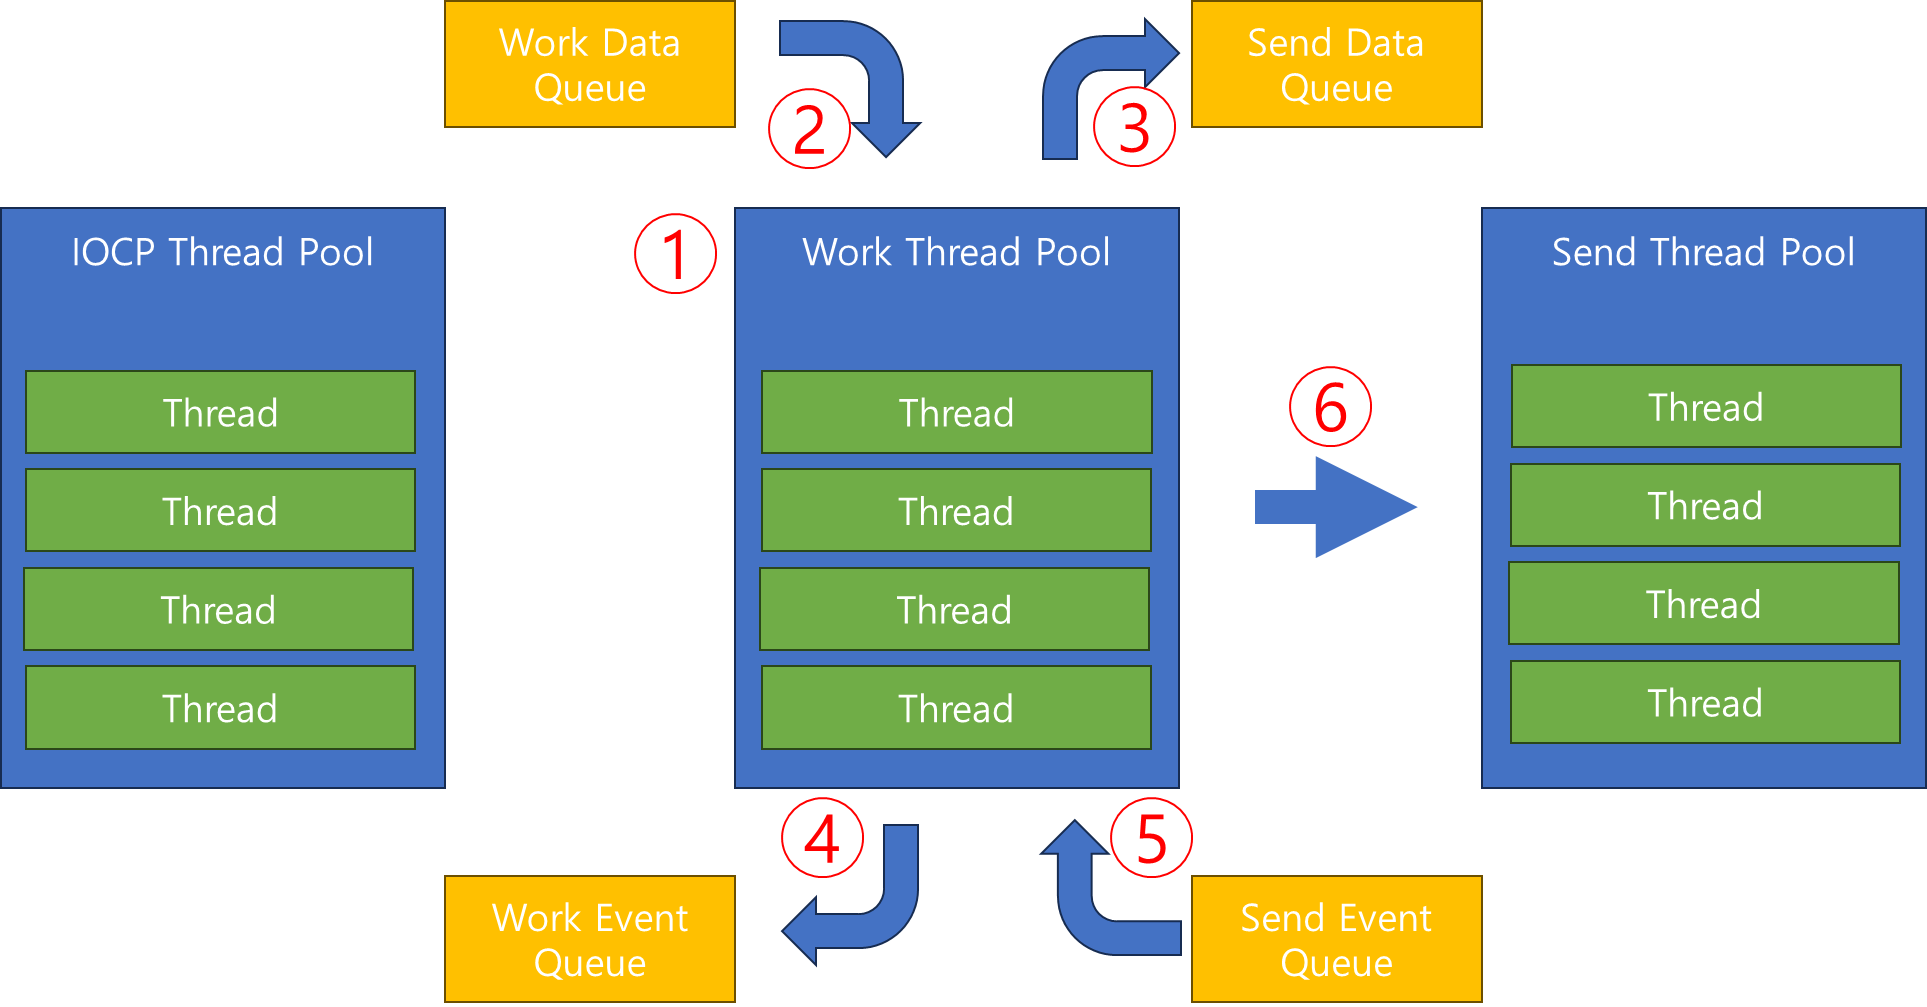 Work Data
Queue
②
③
Send Data
Queue
IOCP Thread Pool
Thread
Thread
Thread
Thread
①
Work Thread Pool
Thread
Thread
Thread
Thread
⑥
Send Thread Pool
Thread
Thread
Thread
Thread
Work Event
Queue
④
⑤
Send Event
Queue